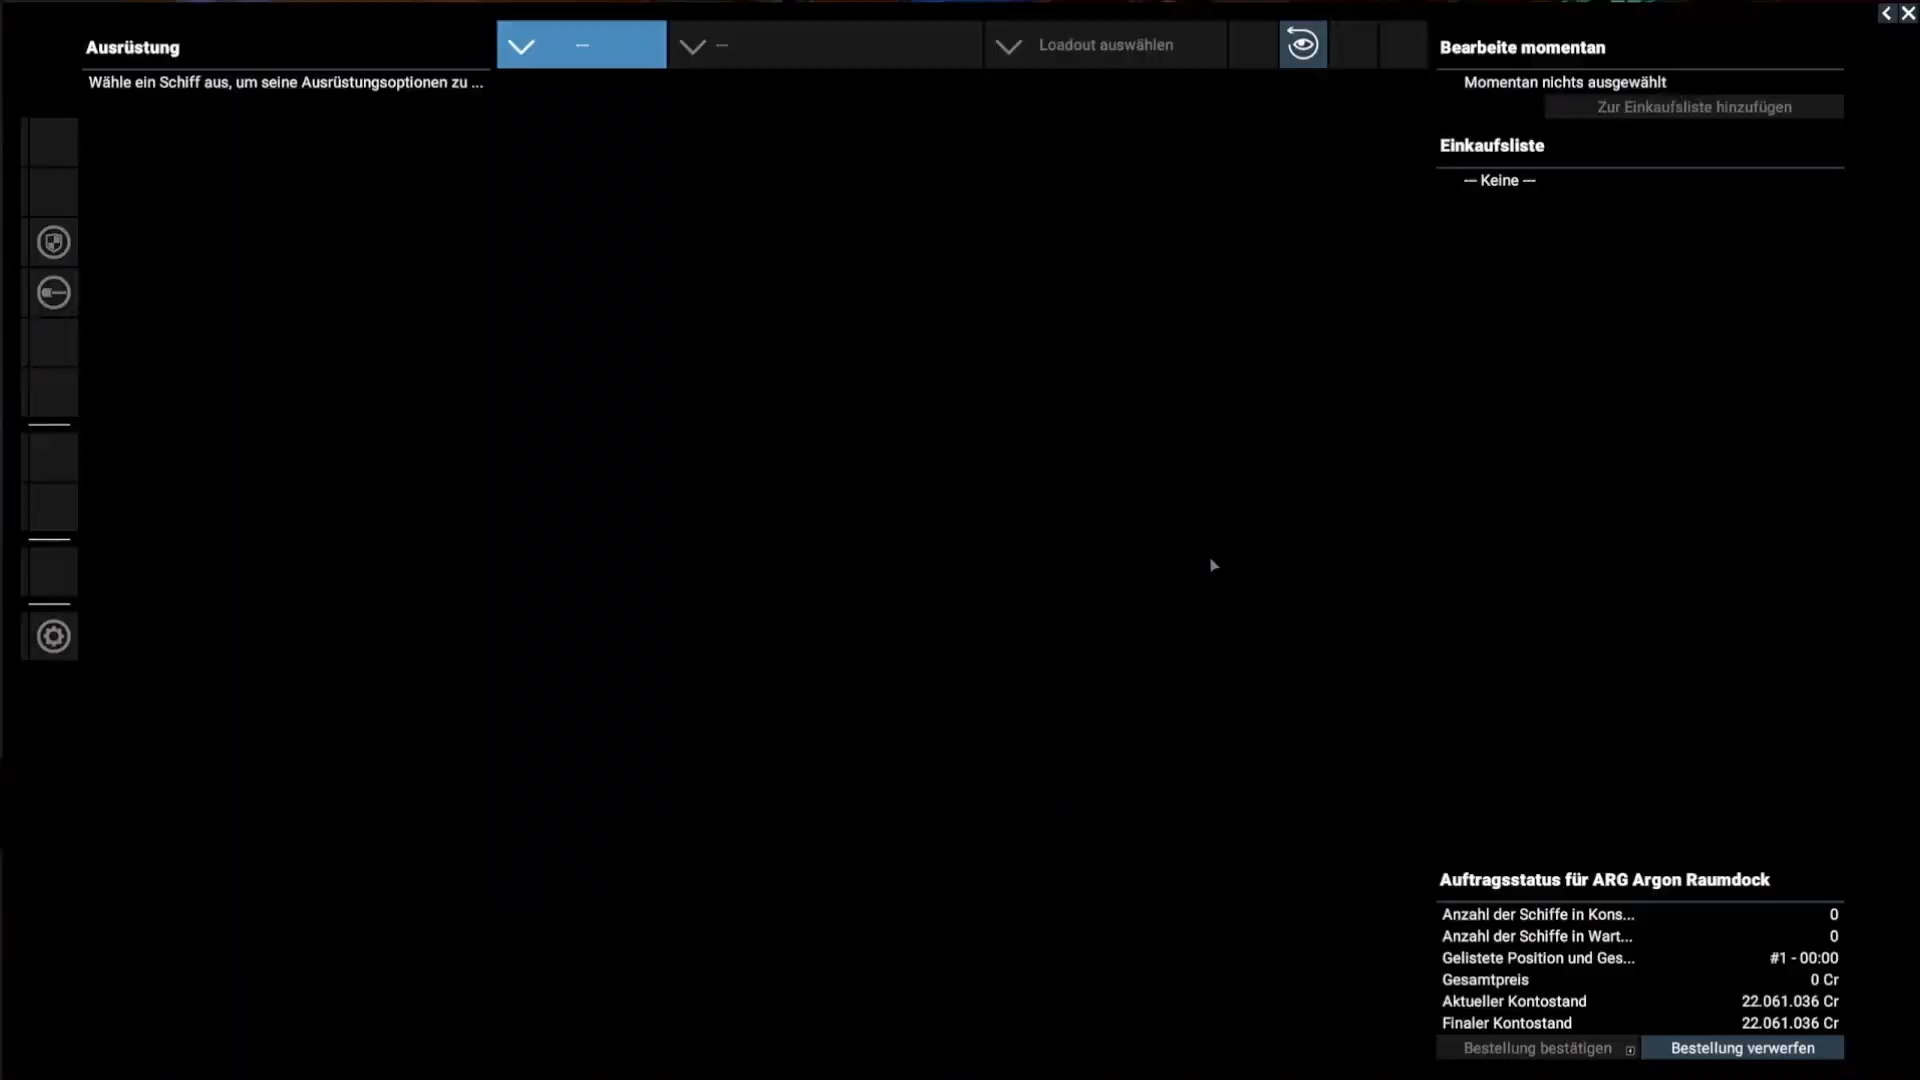 Ausrüstung
Wähle ein Schiff aus, um seine Ausrüstungsoptionen zu ...
---
---
Loadout auswählen
Bearbeite momentan
Momentan nichts ausgewählt
Zur Einkaufsliste hinzufügen
Einkaufsliste
--- Keine ---
Auftragsstatus für ARG Argon Raumdock
Anzahl der Schiffe in Kons... 0
Anzahl der Schiffe in Wart... 0
Gelistete Position und Ges... #1 - 00:00
Gesamtpreis 0 Cr
Aktueller Kontostand 22.061.036 Cr
Finaler Kontostand 22.061.036 Cr
Bestellung bestätigen
Bestellung verwerfen